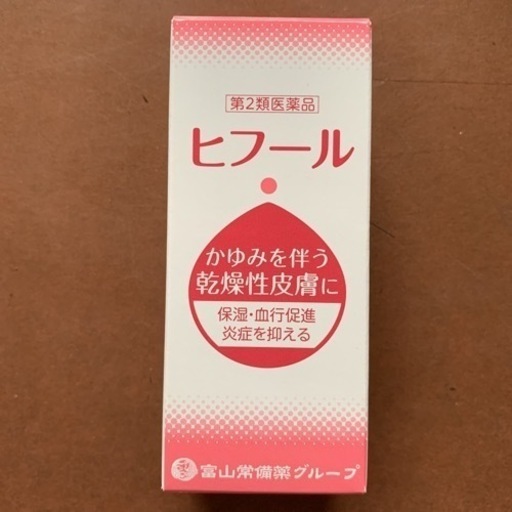 第2類医薬品
ヒフール
かゆみを伴う
乾燥性皮膚に
保湿・血行促進
炎症を抑える
富山常備薬グループ